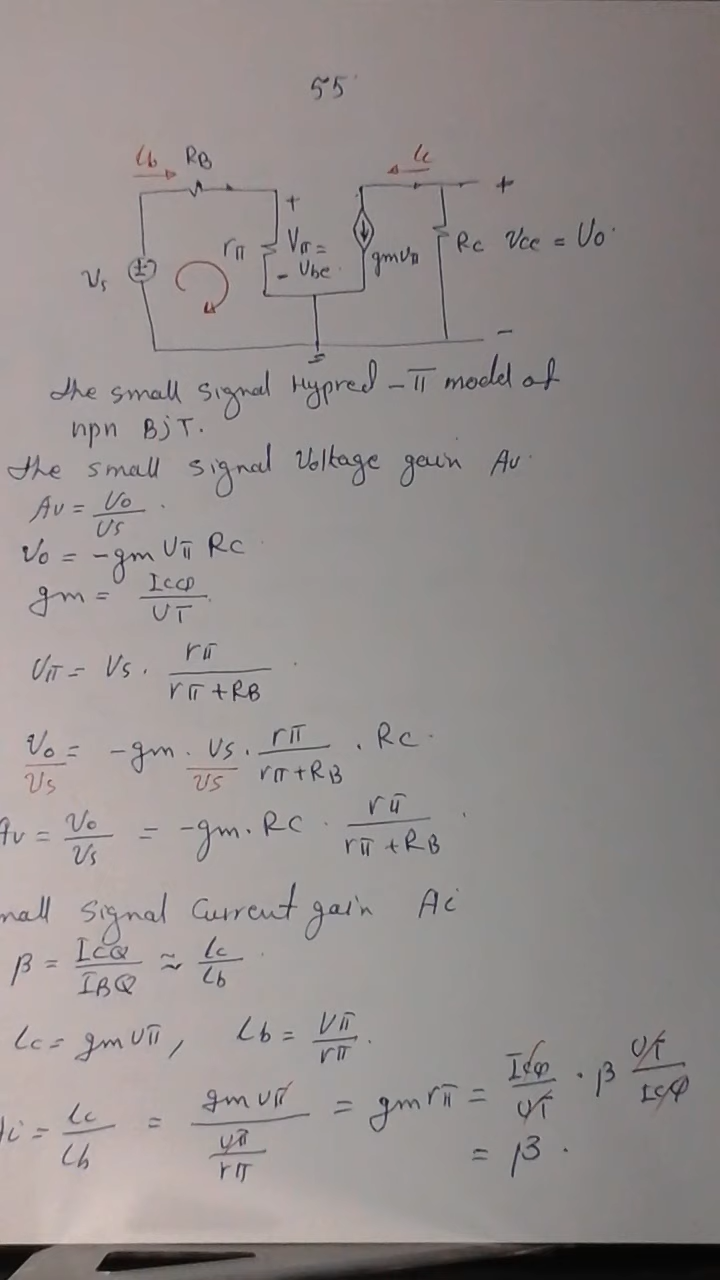 55
ib RB ic
+ +
rπ Vπ = gmvπ Rc Vce = Vo
- Vbe
Vs
-
the small signal Hypred - π model of
npn BjT.
the small signal Voltage gain Av
Av = Vo / Vs
Vo = -gm Vπ RC
gm = ICQ / VT
Vπ = Vs . rπ / rπ + RB
Vo / Vs = -gm . Vs / Vs . rπ / rπ + RB . RC
Av = Vo / Vs = -gm . RC . rπ / rπ + RB
mall signal Current gain Ai
β = ICQ / IBQ ≈ ic / ib
ic = gm vπ , ib = Vπ / rπ .
Ai = ic / ib = gm vπ / vπ / rπ = gm rπ = ICQ / VT . β VT / ICQ
= β .